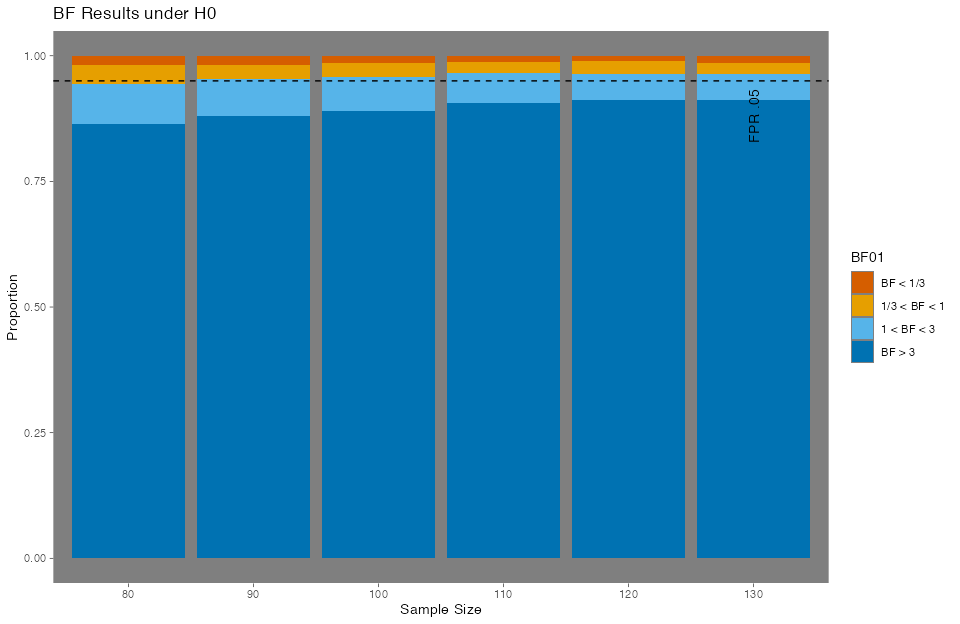 BF Results under H0
1.00
0.75
0.50
0.25
0.00
Proportion
FPR .05
80
90
100
110
120
130
Sample Size
BF01
BF < 1/3
1/3 < BF < 1
1 < BF < 3
BF > 3